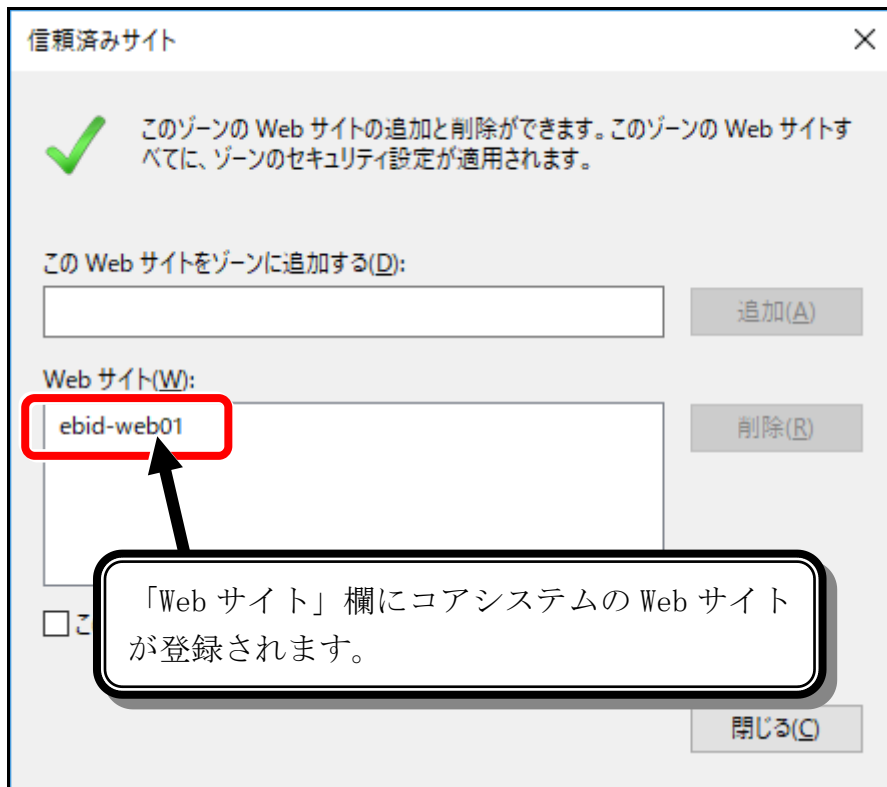 信頼済みサイト
このゾーンの Web サイトの追加と削除ができます。このゾーンの Web サイトす
べてに、ゾーンのセキュリティ設定が適用されます。
この Web サイトをゾーンに追加する(D):
追加(A)
Web サイト(W):
ebid-web01
削除(R)
「Web サイト」欄にコアシステムの Web サイト
が登録されます。
こ
閉じる(C)